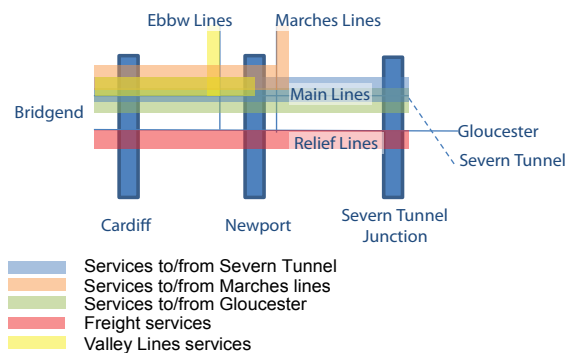 Ebbw Lines
Marches Lines
Main Lines
Bridgend
Gloucester
Relief Lines
Severn Tunnel
Cardiff
Newport
Severn Tunnel
Junction
Services to/from Severn Tunnel
Services to/from Marches lines
Services to/from Gloucester
Freight services
Valley Lines services